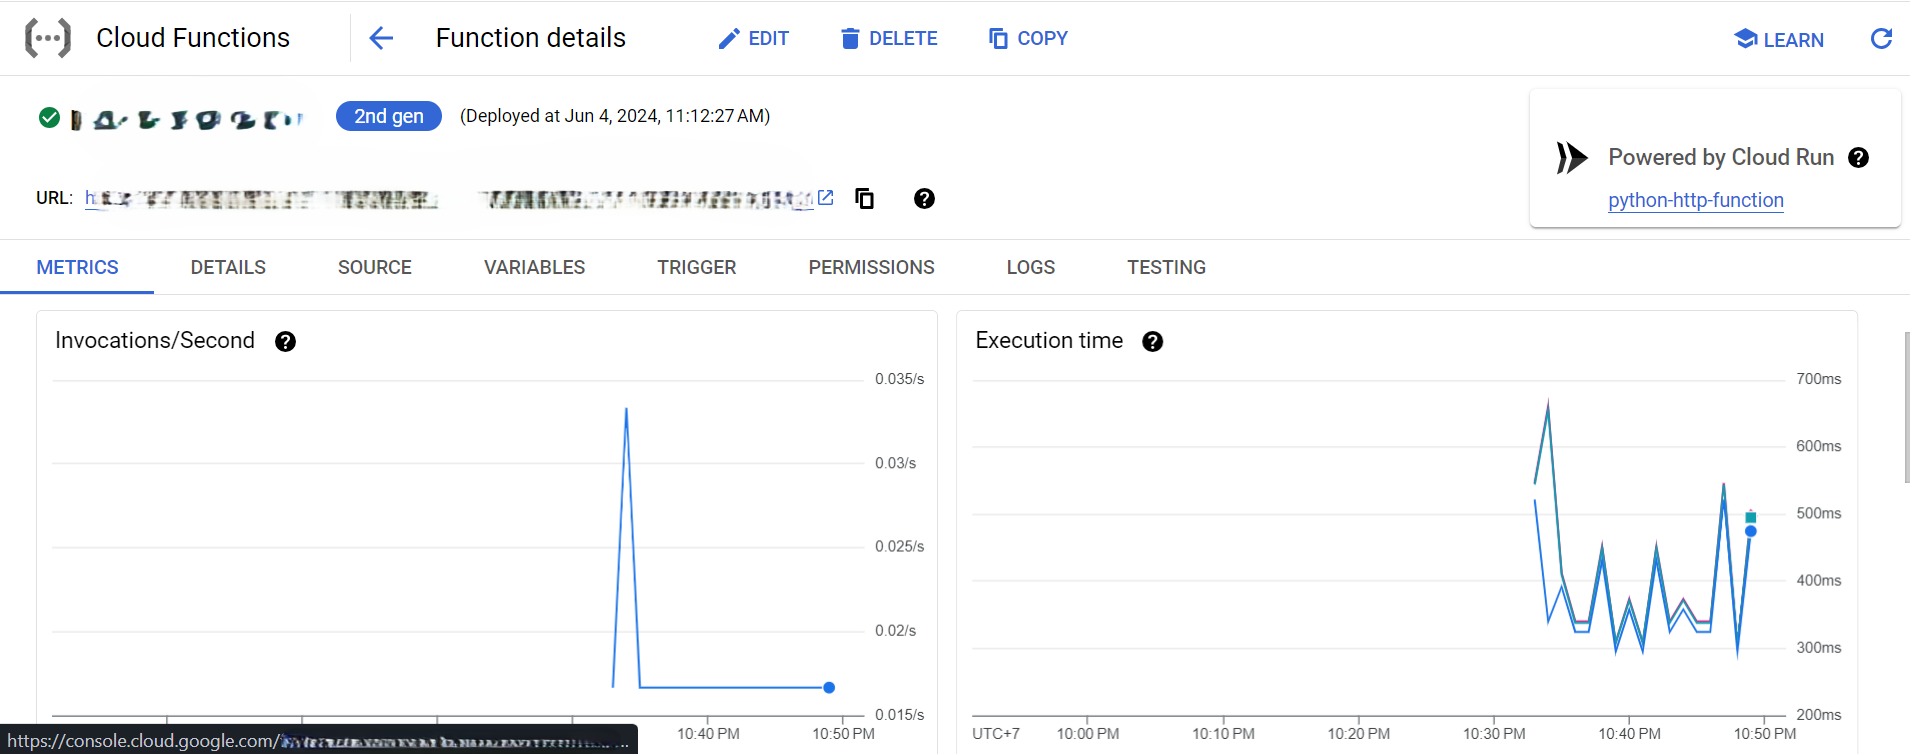 Cloud Functions
Function details
EDIT
DELETE
COPY
LEARN
2nd gen
(Deployed at Jun 4, 2024, 11:12:27 AM)
Powered by Cloud Run
python-http-function
URL:
METRICS
DETAILS
SOURCE
VARIABLES
TRIGGER
PERMISSIONS
LOGS
TESTING
Invocations/Second
0.035/s
0.03/s
0.025/s
0.02/s
0.015/s
10:40 PM
10:50 PM
Execution time
700ms
600ms
500ms
400ms
300ms
200ms
UTC+7
10:00 PM
10:10 PM
10:20 PM
10:30 PM
10:40 PM
10:50 PM
https://console.cloud.google.com/